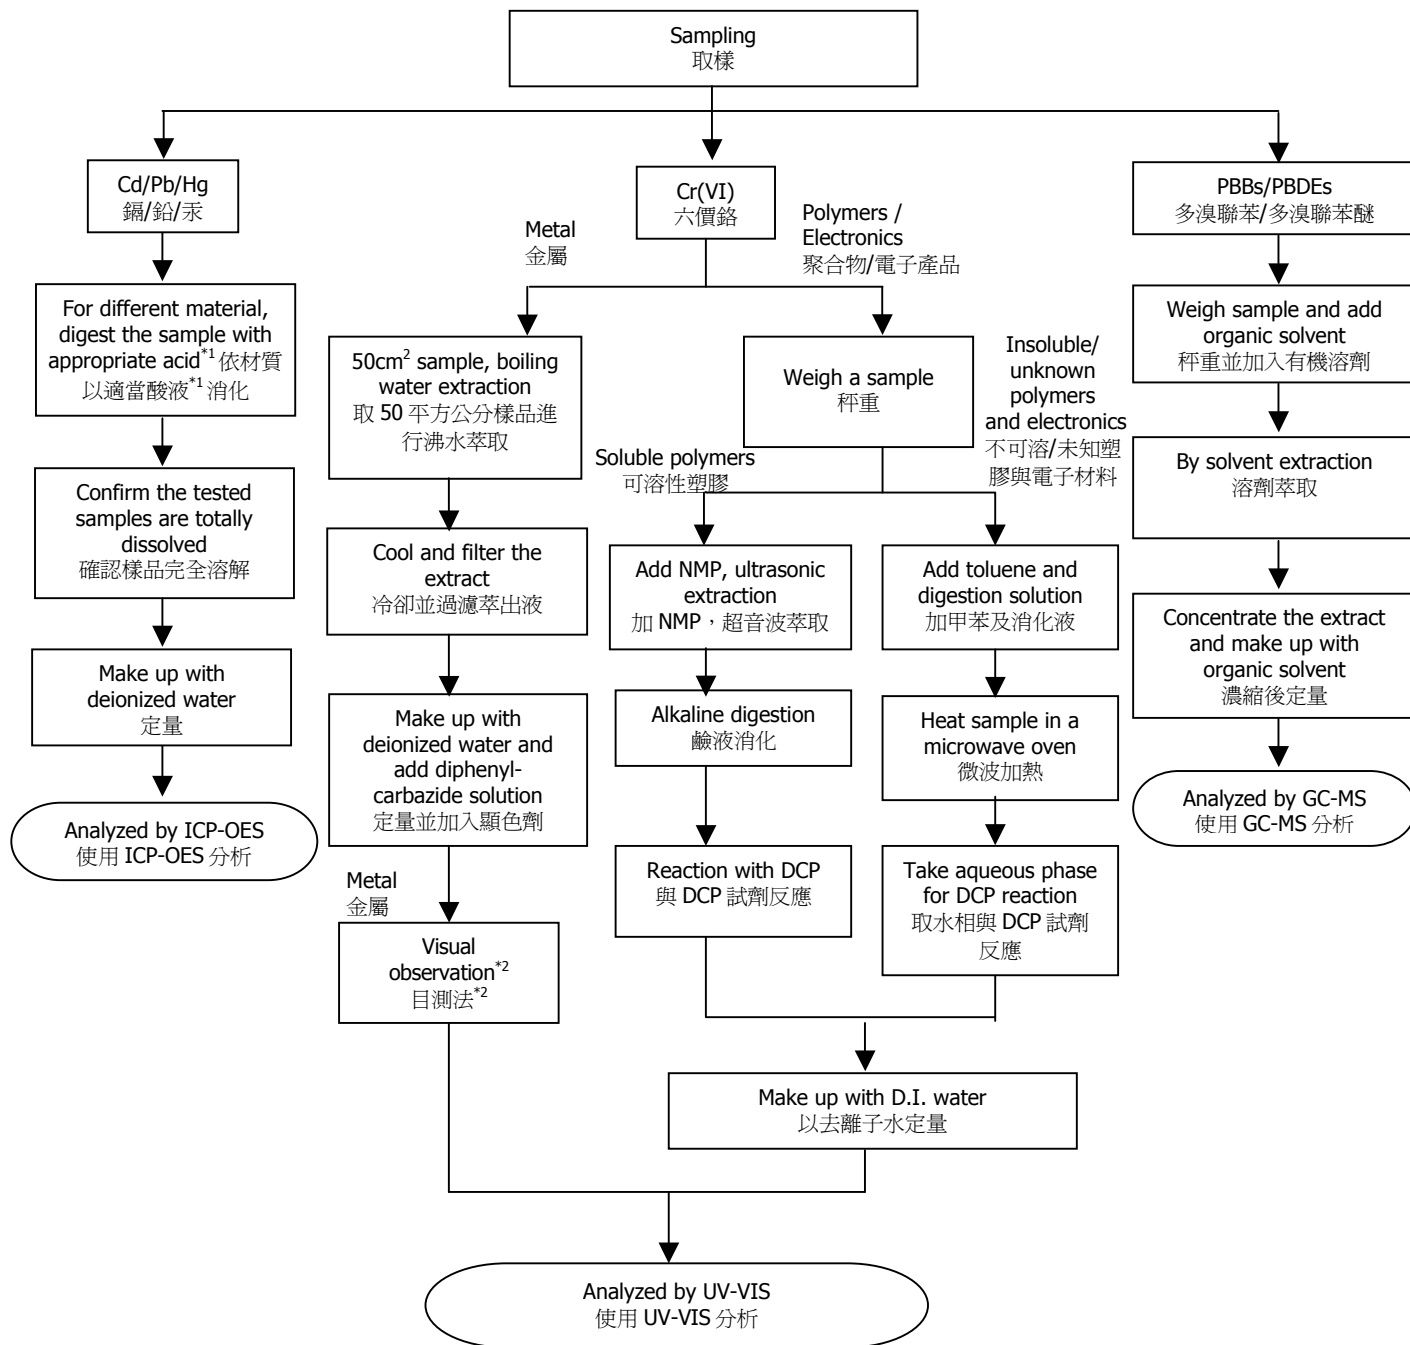 Sampling
取樣
Cd/Pb/Hg
鎘/鉛/汞
Cr(VI)
六價鉻
PBBs/PBDEs
多溴聯苯/多溴聯苯醚
Metal
金屬
Polymers /
Electronics
聚合物/電子產品
For different material,
digest the sample with
appropriate acid*1 依材質
以適當酸液*1 消化
50cm2 sample, boiling
water extraction
取 50 平方公分樣品進
行沸水萃取
Weigh a sample
秤重
Insoluble/
unknown
polymers
and electronics
不可溶/未知塑
膠與電子材料
Weigh sample and add
organic solvent
秤重並加入有機溶劑
Soluble polymers
可溶性塑膠
By solvent extraction
溶劑萃取
Confirm the tested
samples are totally
dissolved
確認樣品完全溶解
Cool and filter the
extract
冷卻並過濾萃出液
Add NMP, ultrasonic
extraction
加 NMP，超音波萃取
Add toluene and
digestion solution
加甲苯及消化液
Concentrate the extract
and make up with
organic solvent
濃縮後定量
Make up with
deionized water
定量
Make up with
deionized water and
add diphenyl-
carbazide solution
定量並加入顯色劑
Alkaline digestion
鹼液消化
Heat sample in a
microwave oven
微波加熱
Analyzed by GC-MS
使用 GC-MS 分析
Analyzed by ICP-OES
使用 ICP-OES 分析
Metal
金屬
Reaction with DCP
與 DCP 試劑反應
Take aqueous phase
for DCP reaction
取水相與 DCP 試劑
反應
Visual
observation*2
目測法*2
Make up with D.I. water
以去離子水定量
Analyzed by UV-VIS
使用 UV-VIS 分析